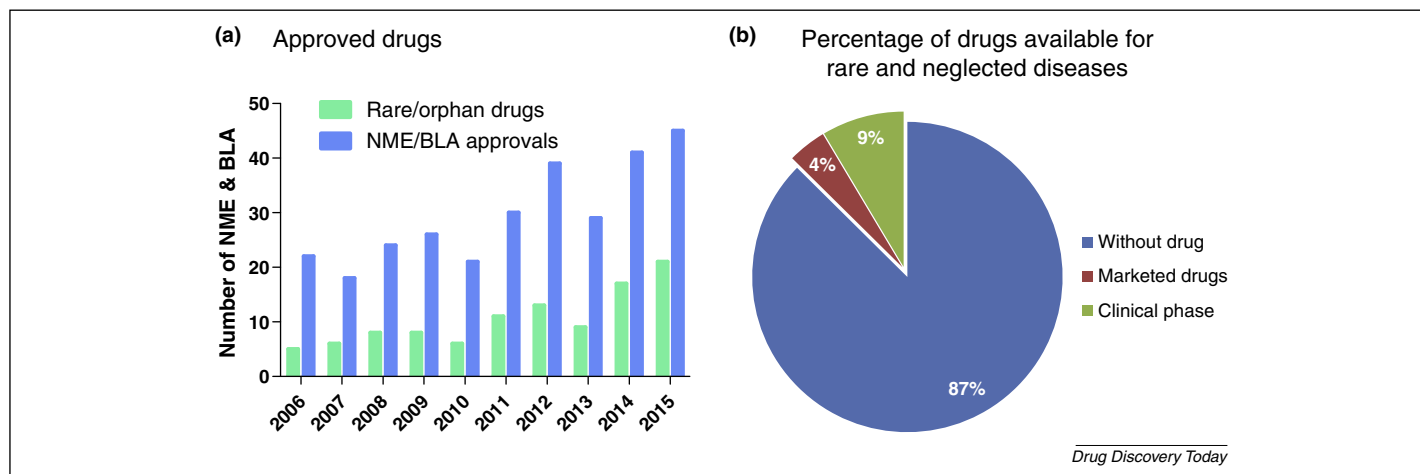 (a) Approved drugs
50
40
30
20
10
0
Number of NME & BLA
Rare/orphan drugs
NME/BLA approvals
2006
2007
2008
2009
2010
2011
2012
2013
2014
2015
(b) Percentage of drugs available for
rare and neglected diseases
9%
4%
87%
Without drug
Marketed drugs
Clinical phase
Drug Discovery Today